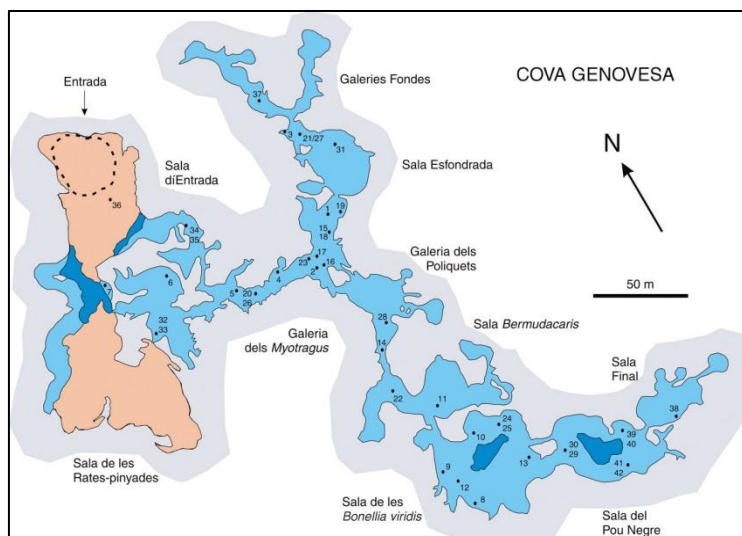 COVA GENOVESA
Entrada
Galeries Fondes
37
3
21/27
31
N
Sala
díEntrada
Sala Esfondrada
36
34
35
1
19
15
18
Galeria dels
Poliquets
17
23
16
2
4
6
7
5
20
26
50 m
32
33
28
Galeria
dels Myotragus
Sala Bermudacaris
14
Sala
Final
22
11
38
24
25
10
39
40
30
29
13
41
42
9
12
8
Sala de les
Rates-pinyades
Sala de les
Bonellia viridis
Sala del
Pou Negre